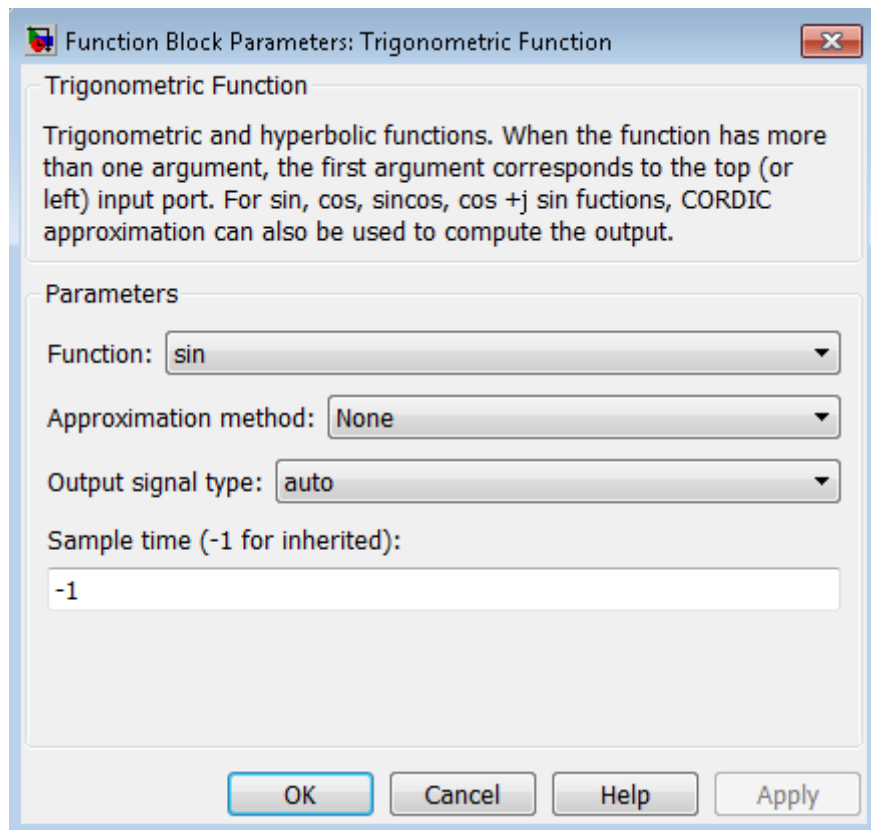 Function Block Parameters: Trigonometric Function
Trigonometric Function
Trigonometric and hyperbolic functions. When the function has more
than one argument, the first argument corresponds to the top (or
left) input port. For sin, cos, sincos, cos +j sin fuctions, CORDIC
approximation can also be used to compute the output.
Parameters
Function: sin
Approximation method: None
Output signal type: auto
Sample time (-1 for inherited):
-1
OK Cancel Help Apply